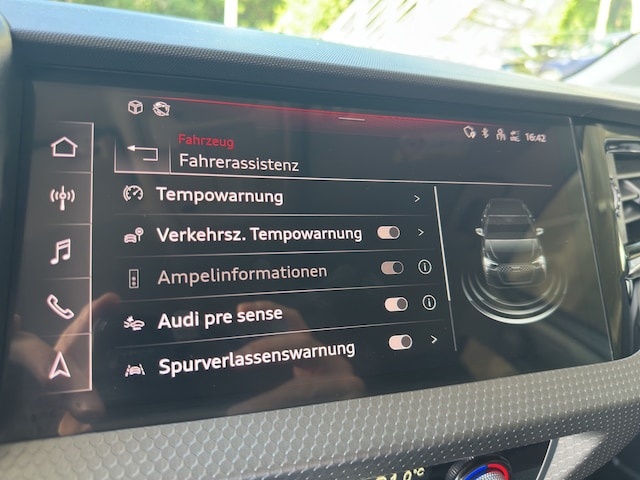 16:42
Fahrzeug
Fahrerassistenz
Tempowarnung
Verkehrsz. Tempowarnung
Ampelinformationen
Audi pre sense
Spurverlassenswarnung